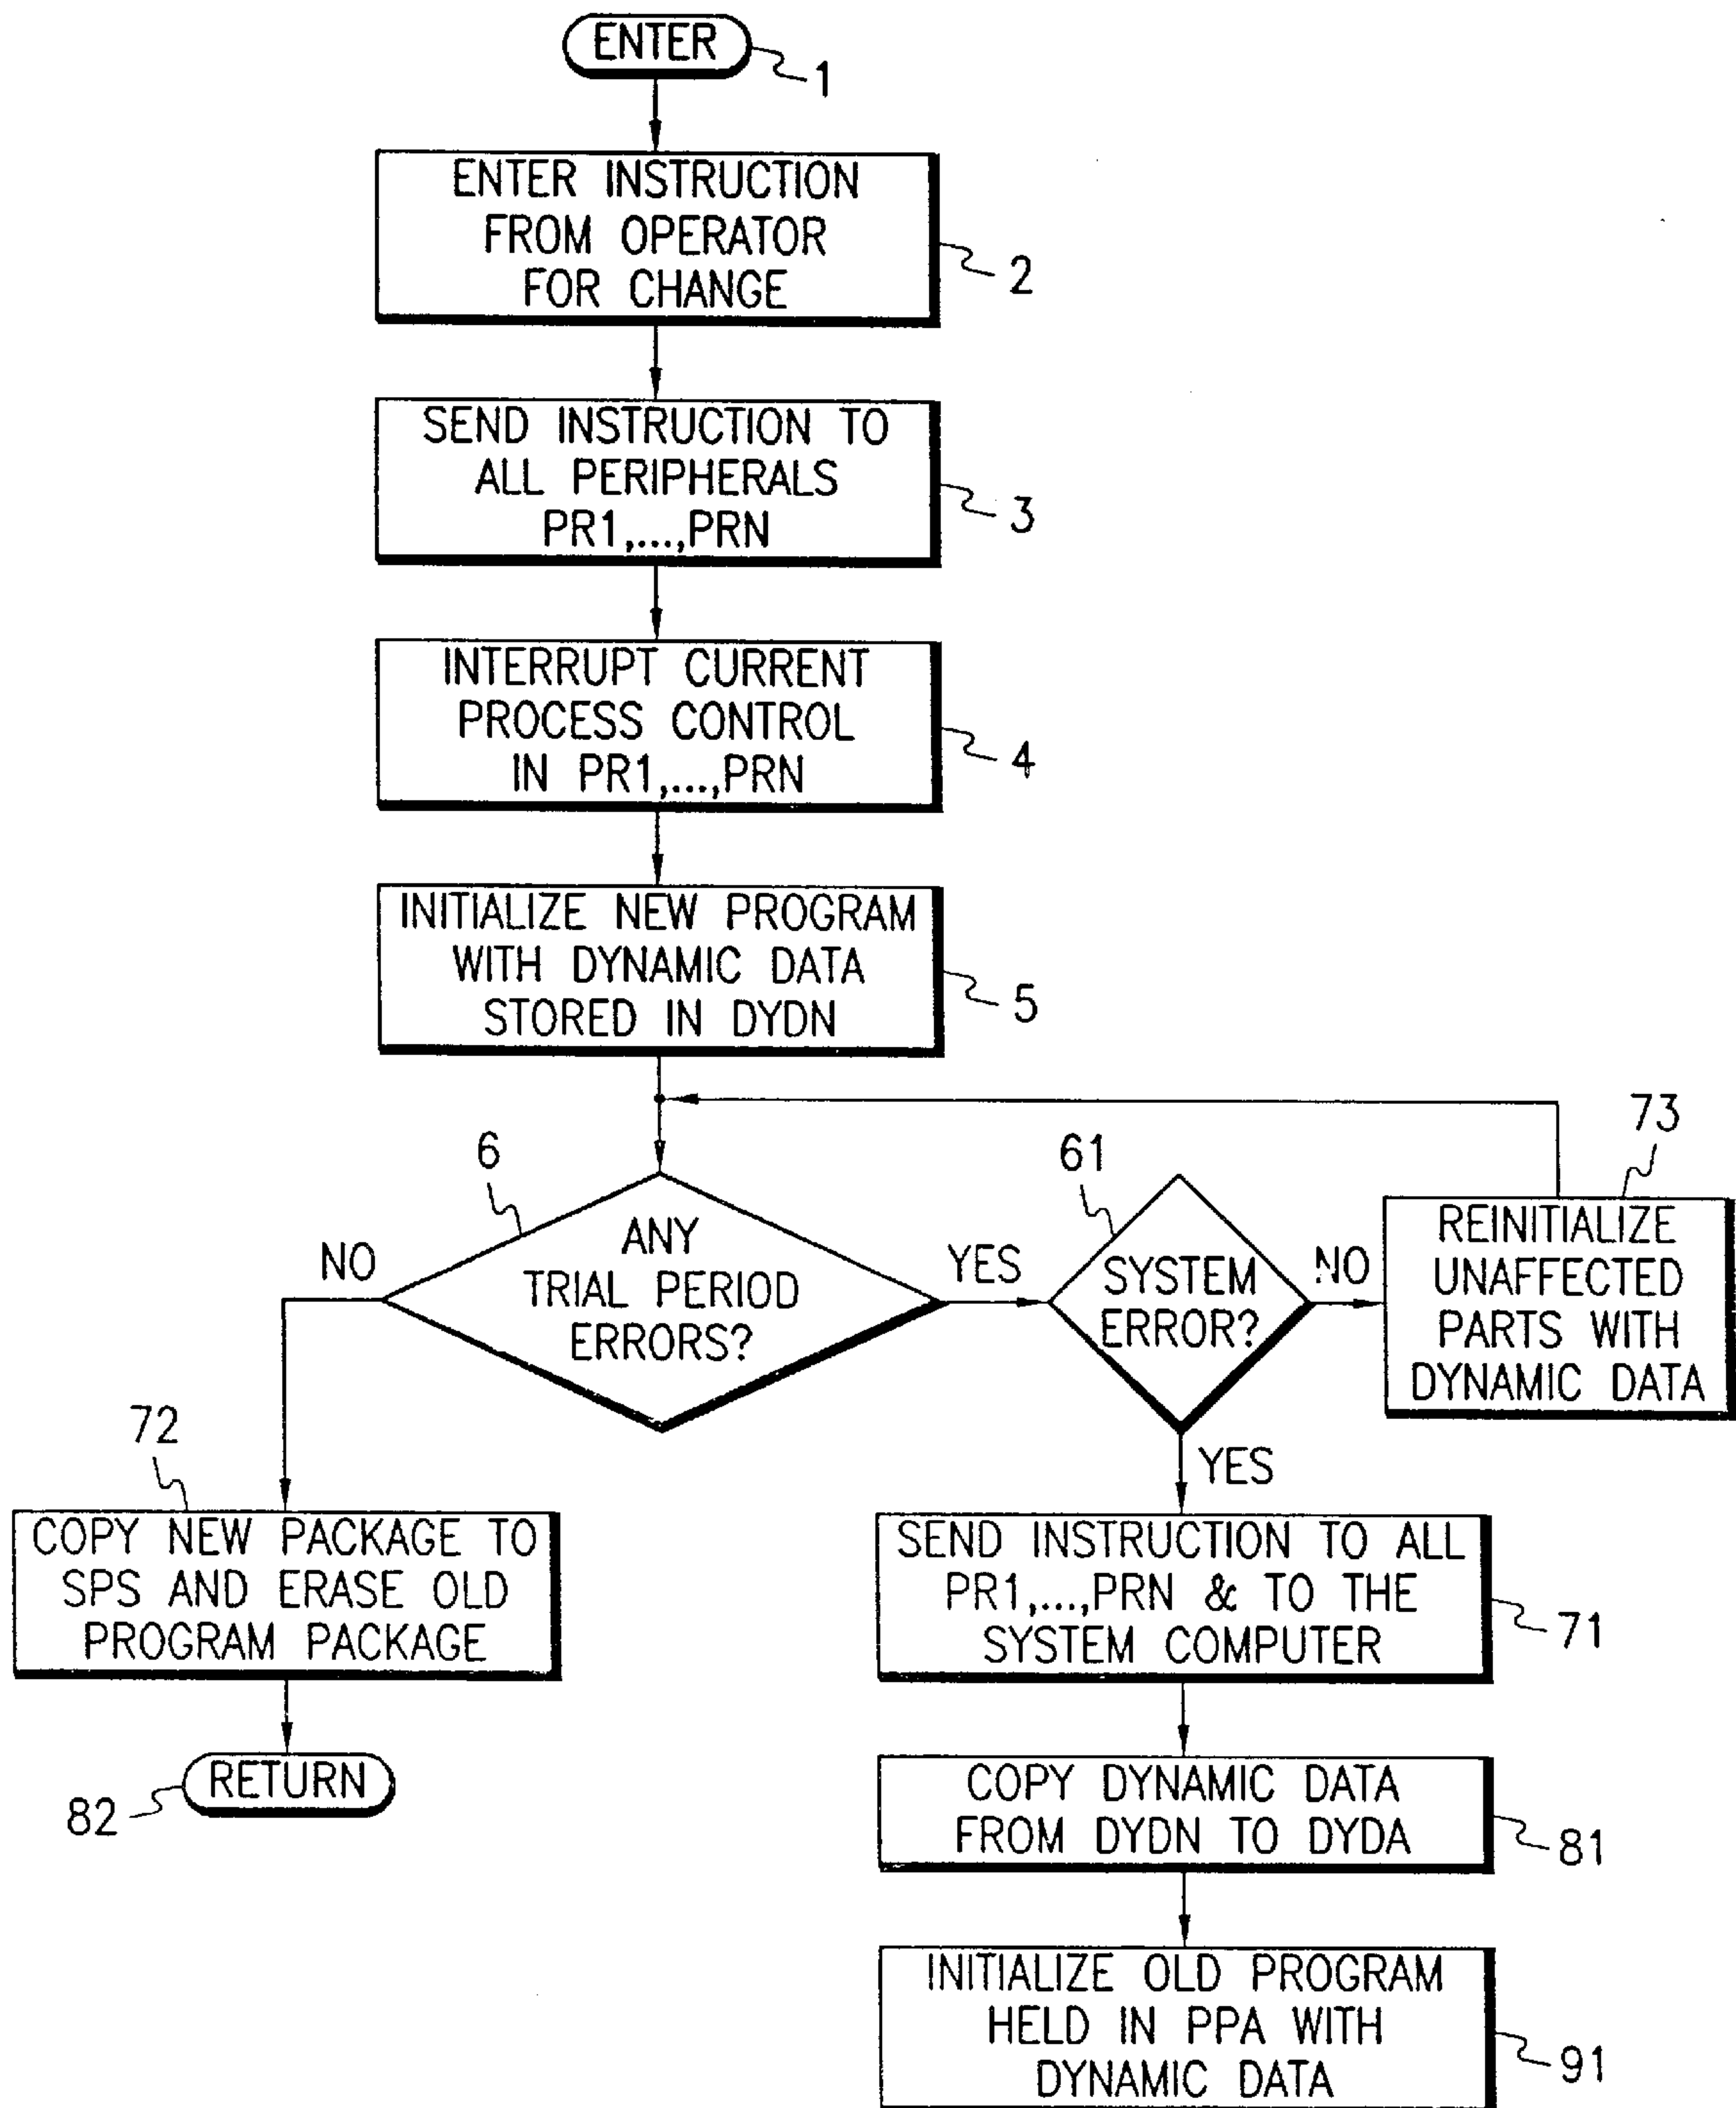 ENTER
1
ENTER INSTRUCTION
FROM OPERATOR
FOR CHANGE
2
SEND INSTRUCTION TO
ALL PERIPHERALS
PR1,...,PRN
3
INTERRUPT CURRENT
PROCESS CONTROL
IN PR1,...,PRN
4
INITIALIZE NEW PROGRAM
WITH DYNAMIC DATA
STORED IN DYDN
5
6
ANY
TRIAL PERIOD
ERRORS?
NO
YES
61
SYSTEM
ERROR?
NO
YES
73
REINITIALIZE
UNAFFECTED
PARTS WITH
DYNAMIC DATA
72
COPY NEW PACKAGE TO
SPS AND ERASE OLD
PROGRAM PACKAGE
RETURN
82
SEND INSTRUCTION TO ALL
PR1,...,PRN & TO THE
SYSTEM COMPUTER
71
COPY DYNAMIC DATA
FROM DYDN TO DYDA
81
INITIALIZE OLD PROGRAM
HELD IN PPA WITH
DYNAMIC DATA
91